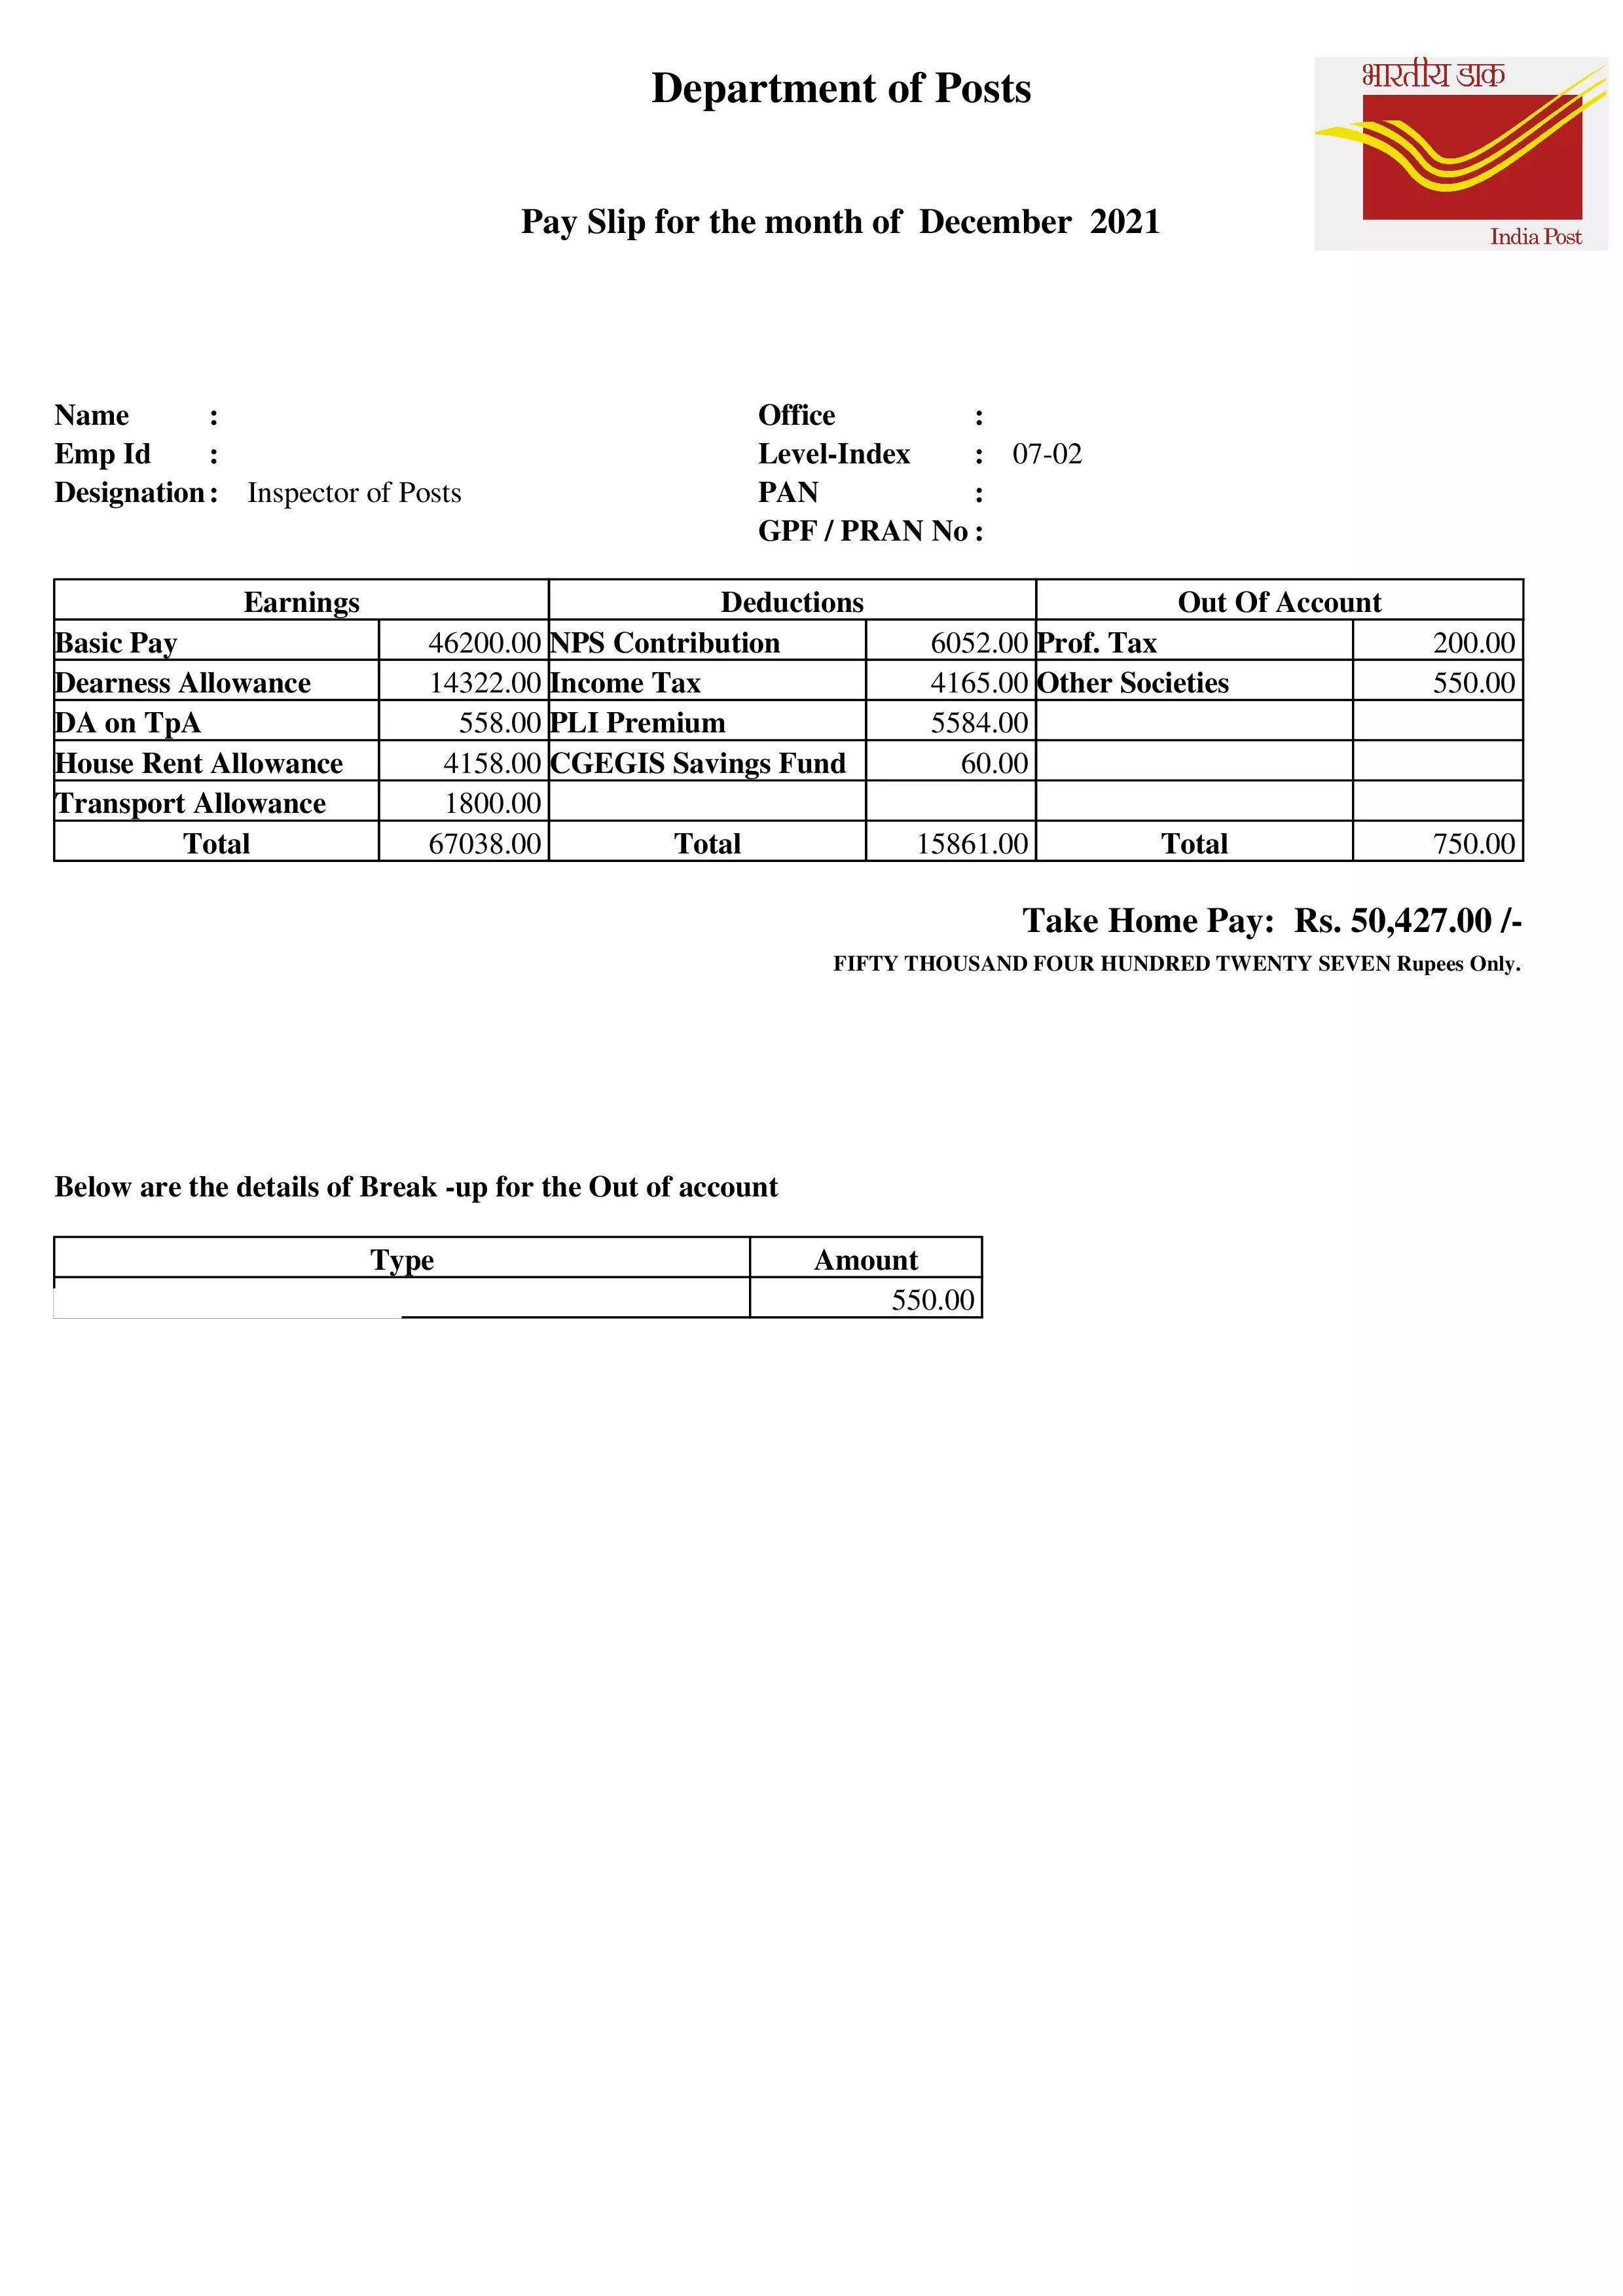 Department of Posts
भारतीय डाक
India Post
Pay Slip for the month of December 2021
Name :
Office :
Emp Id :
Level-Index : 07-02
Designation : Inspector of Posts
PAN :
GPF / PRAN No :
Earnings Deductions Out Of Account
Basic Pay 46200.00 NPS Contribution 6052.00 Prof. Tax 200.00
Dearness Allowance 14322.00 Income Tax 4165.00 Other Societies 550.00
DA on TpA 558.00 PLI Premium 5584.00
House Rent Allowance 4158.00 CGEGIS Savings Fund 60.00
Transport Allowance 1800.00
Total 67038.00 Total 15861.00 Total 750.00
Take Home Pay: Rs. 50,427.00 /-
FIFTY THOUSAND FOUR HUNDRED TWENTY SEVEN Rupees Only.
Below are the details of Break -up for the Out of account
Type Amount
550.00